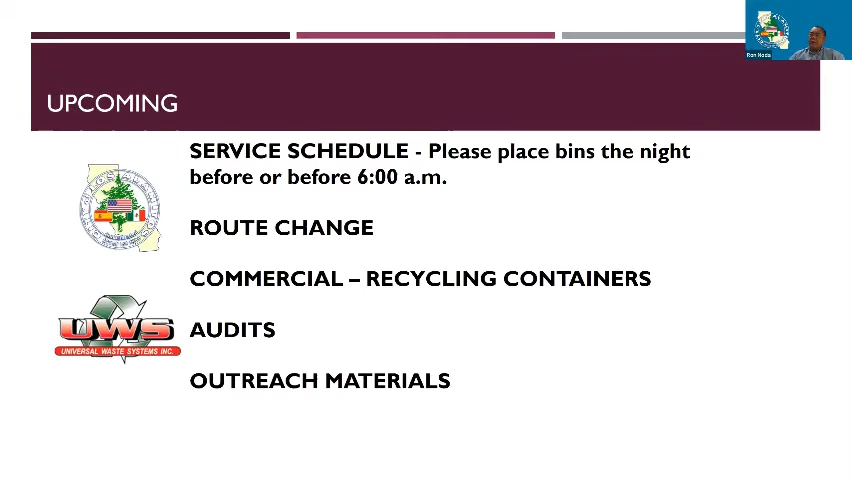 Ron Noda
UPCOMING
SERVICE SCHEDULE - Please place bins the night
before or before 6:00 a.m.
ROUTE CHANGE
COMMERCIAL – RECYCLING CONTAINERS
UWS
UNIVERSAL WASTE SYSTEMS INC.
AUDITS
OUTREACH MATERIALS